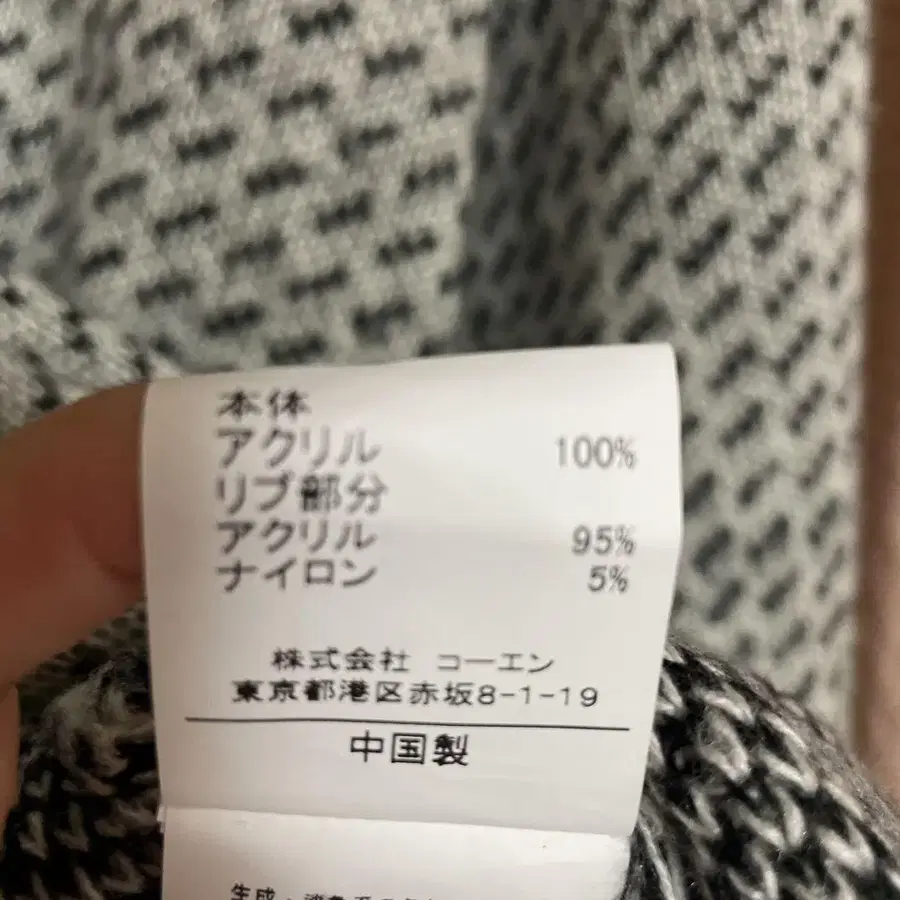 本体
アクリル 100%
リブ部分
アクリル 95%
ナイロン 5%
株式会社 コーエン
東京都港区赤坂8-1-19
中国製